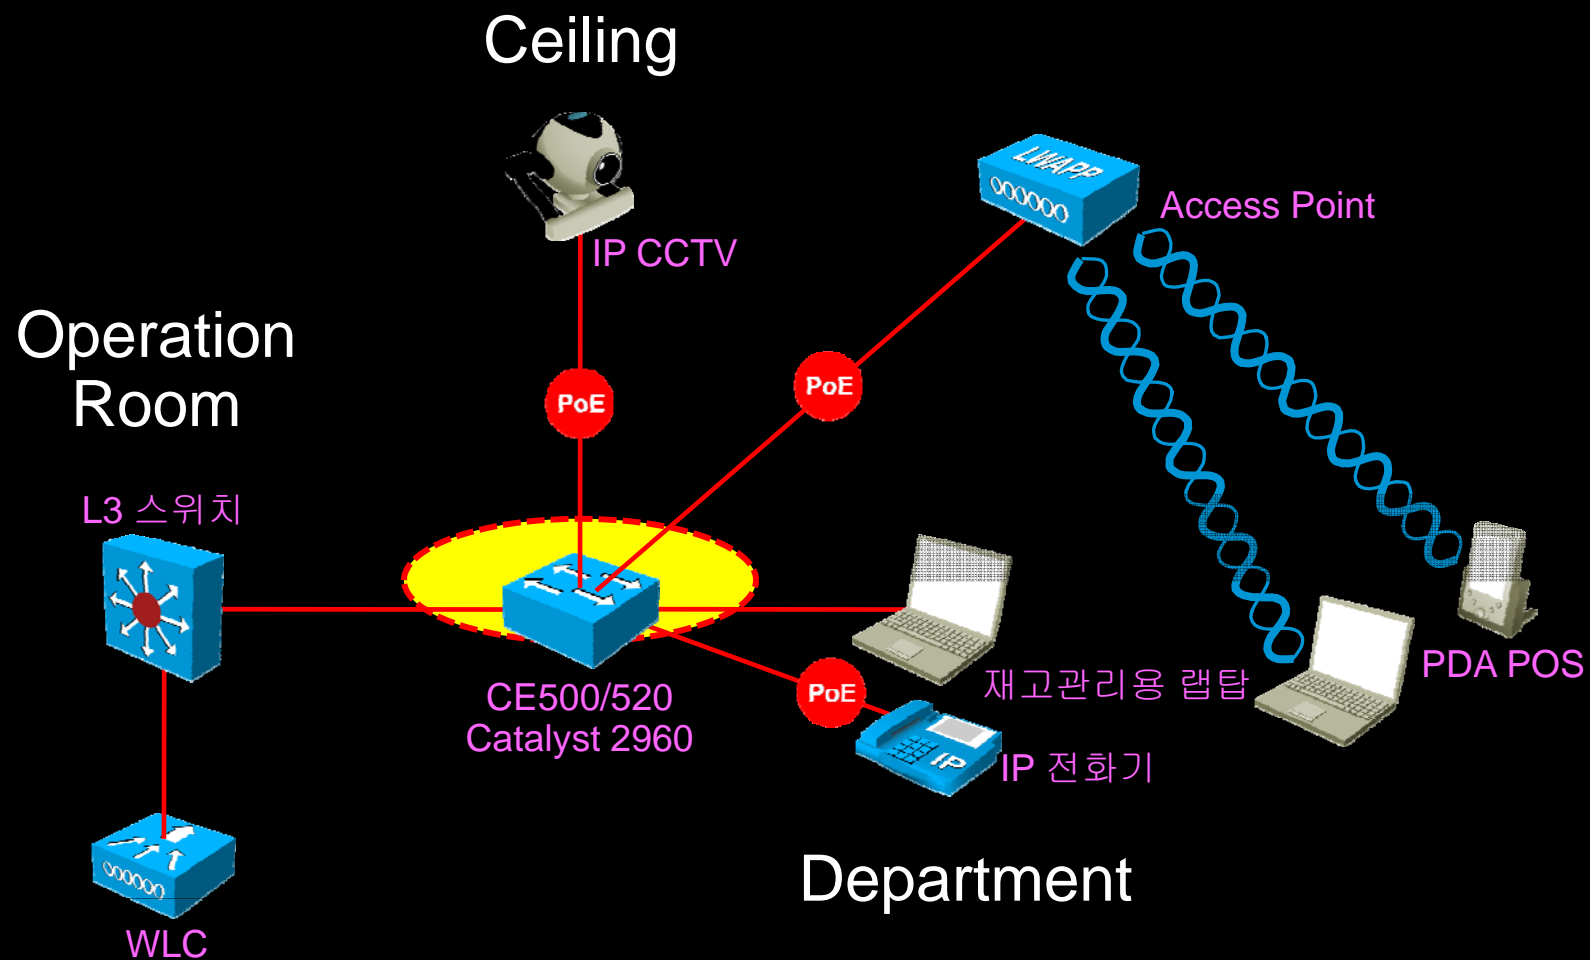 Ceiling
LWAPP
Access Point
IP CCTV
Operation
Room
PoE
PoE
L3 스위치
CE500/520
Catalyst 2960
PoE
재고관리용 랩탑
PDA POS
IP
IP 전화기
Department
WLC